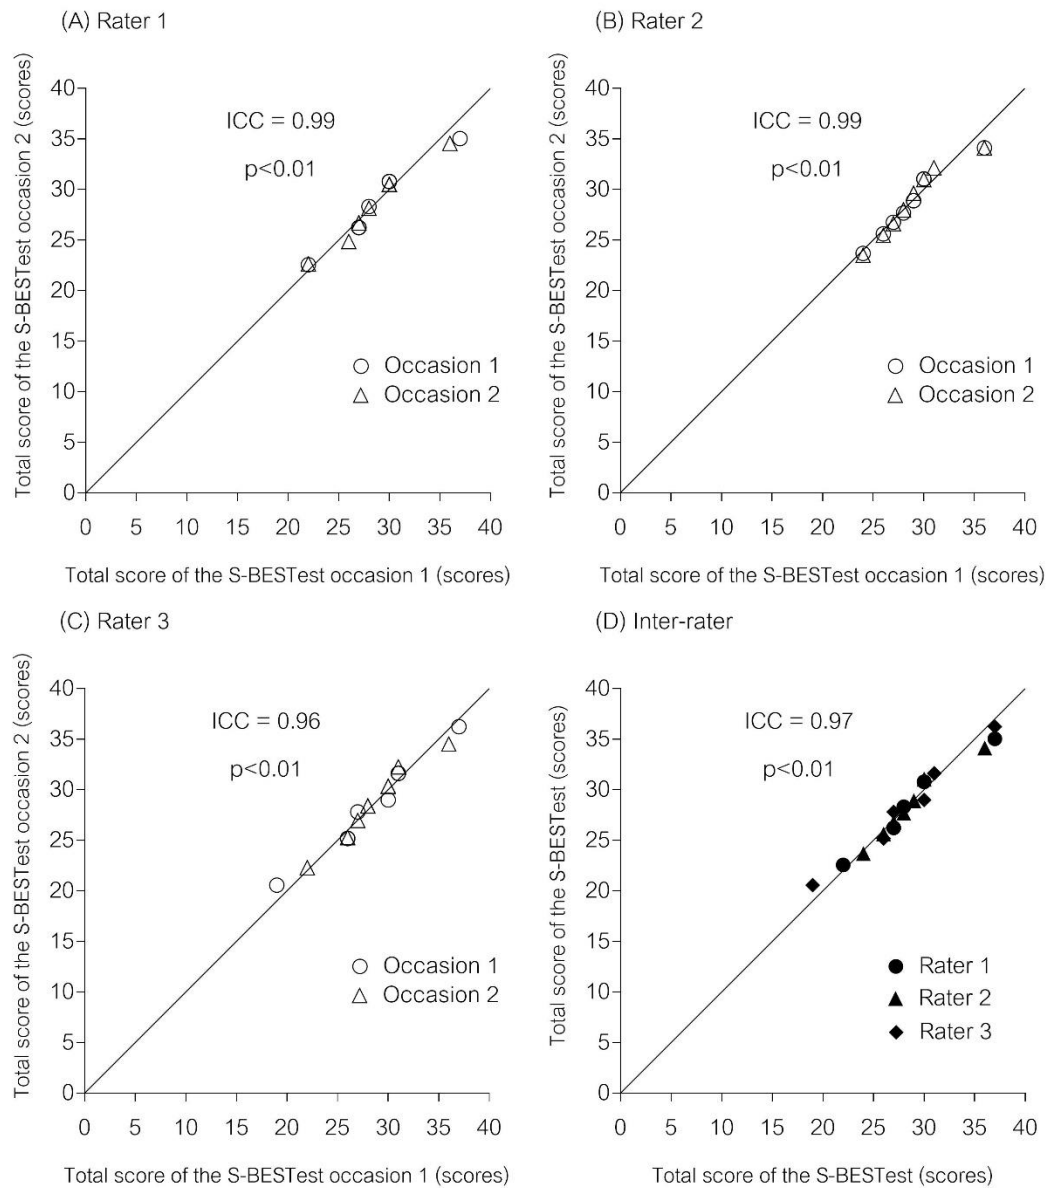 (A) Rater 1
Total score of the S-BESTest occasion 2 (scores)
40
35
30
25
20
15
10
5
0
ICC = 0.99
p<0.01
Occasion 1
Occasion 2
0 5 10 15 20 25 30 35 40
Total score of the S-BESTest occasion 1 (scores)
(B) Rater 2
Total score of the S-BESTest occasion 2 (scores)
40
35
30
25
20
15
10
5
0
ICC = 0.99
p<0.01
Occasion 1
Occasion 2
0 5 10 15 20 25 30 35 40
Total score of the S-BESTest occasion 1 (scores)
(C) Rater 3
Total score of the S-BESTest occasion 2 (scores)
40
35
30
25
20
15
10
5
0
ICC = 0.96
p<0.01
Occasion 1
Occasion 2
0 5 10 15 20 25 30 35 40
Total score of the S-BESTest occasion 1 (scores)
(D) Inter-rater
Total score of the S-BESTest (scores)
40
35
30
25
20
15
10
5
0
ICC = 0.97
p<0.01
Rater 1
Rater 2
Rater 3
0 5 10 15 20 25 30 35 40
Total score of the S-BESTest (scores)